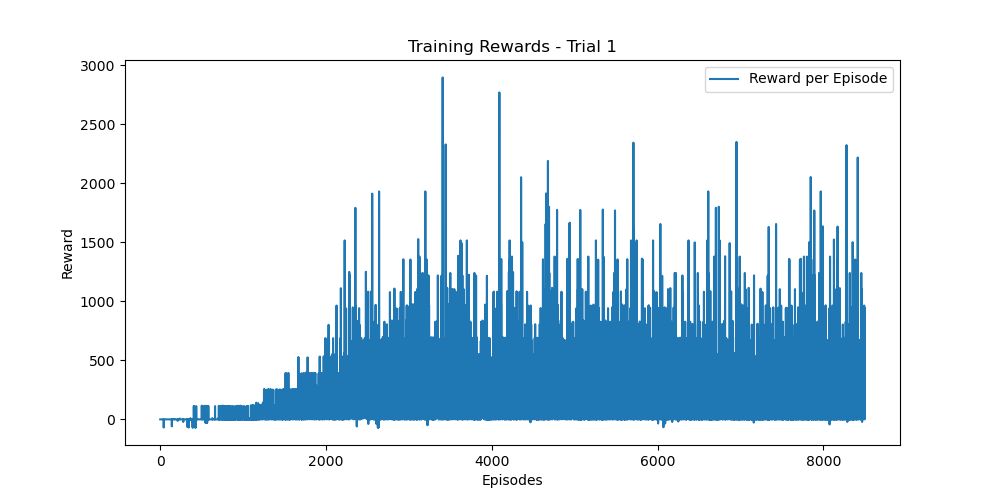 Training Rewards - Trial 1
Reward per Episode
3000
2500
2000
1500
1000
500
0
Reward
0 2000 4000 6000 8000
Episodes